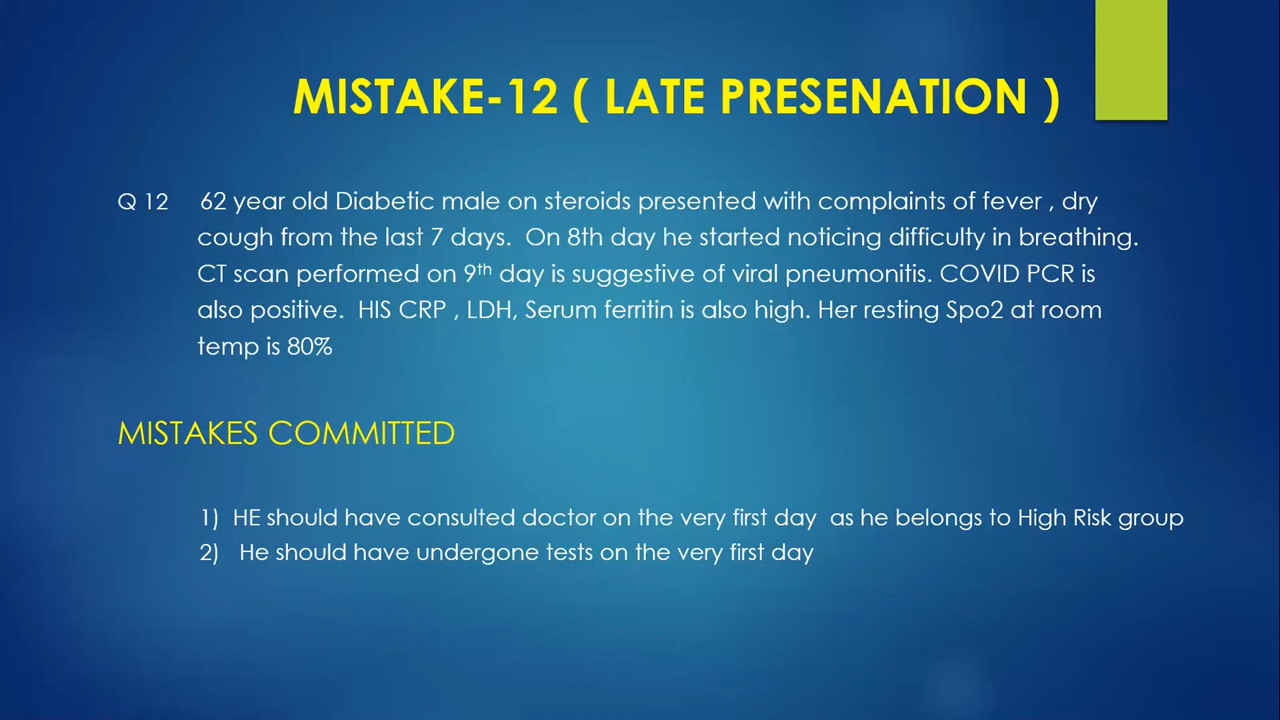 MISTAKE-12 ( LATE PRESENATION )
Q 12 62 year old Diabetic male on steroids presented with complaints of fever , dry
cough from the last 7 days. On 8th day he started noticing difficulty in breathing.
CT scan performed on 9th day is suggestive of viral pneumonitis. COVID PCR is
also positive. HIS CRP , LDH, Serum ferritin is also high. Her resting Spo2 at room
temp is 80%
MISTAKES COMMITTED
1) HE should have consulted doctor on the very first day as he belongs to High Risk group
2) He should have undergone tests on the very first day